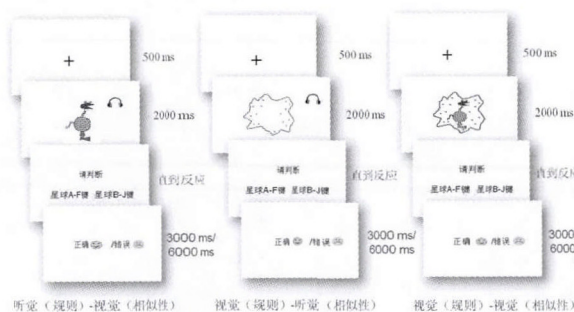 +
500 ms
2000 ms
请判断
星球A-F键 星球B-J键
直到反应
正确 /错误
3000 ms/
6000 ms
听觉（规则）-视觉（相似性）
+
500 ms
2000 ms
请判断
星球A-F键 星球B-J键
直到反应
正确 /错误
3000 ms/
6000 ms
视觉（规则）-听觉（相似性）
+
500 ms
2000 ms
请判断
星球A-F键 星球B-J键
直到反应
正确 /错误
3000
6000
视觉（规则）-视觉（相似性）